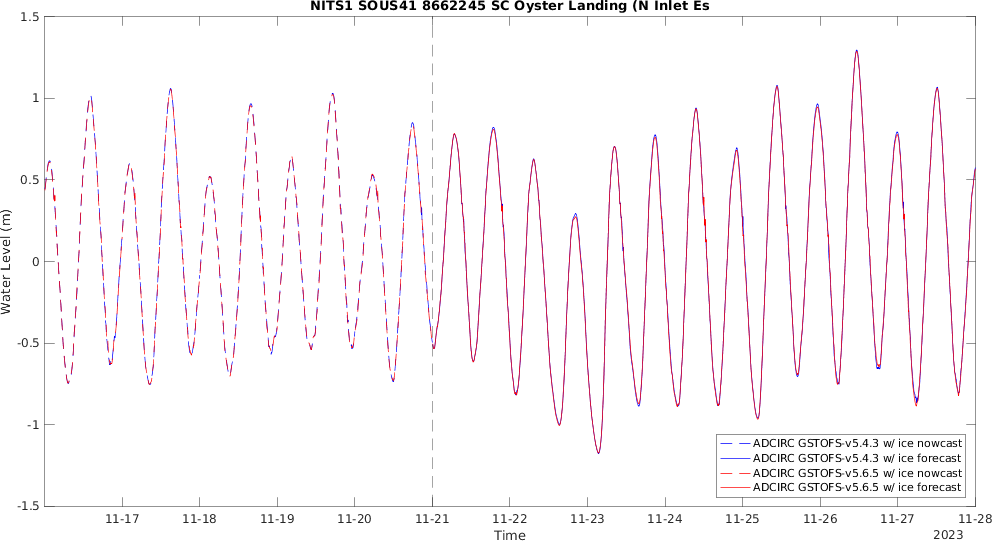 NITS1 SOUS41 8662245 SC Oyster Landing (N Inlet Es
1.5
1
0.5
0
-0.5
-1
-1.5
Water Level (m)
ADCIRC GSTOFS-v5.4.3 w/ ice nowcast
ADCIRC GSTOFS-v5.4.3 w/ ice forecast
ADCIRC GSTOFS-v5.6.5 w/ ice nowcast
ADCIRC GSTOFS-v5.6.5 w/ ice forecast
11-17 11-18 11-19 11-20 11-21 11-22 11-23 11-24 11-25 11-26 11-27 11-28
Time
2023